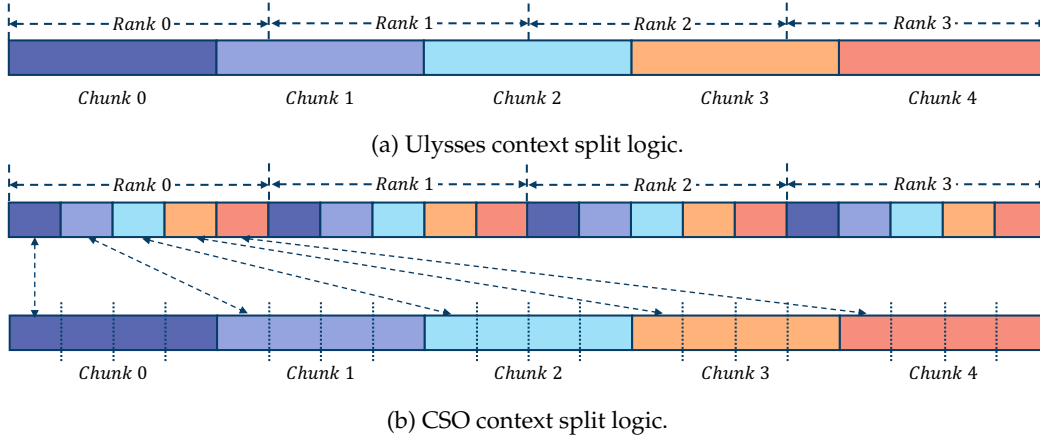 Rank 0 Rank 1 Rank 2 Rank 3
Chunk 0 Chunk 1 Chunk 2 Chunk 3 Chunk 4
(a) Ulysses context split logic.
Rank 0 Rank 1 Rank 2 Rank 3
Chunk 0 Chunk 1 Chunk 2 Chunk 3 Chunk 4
(b) CSO context split logic.